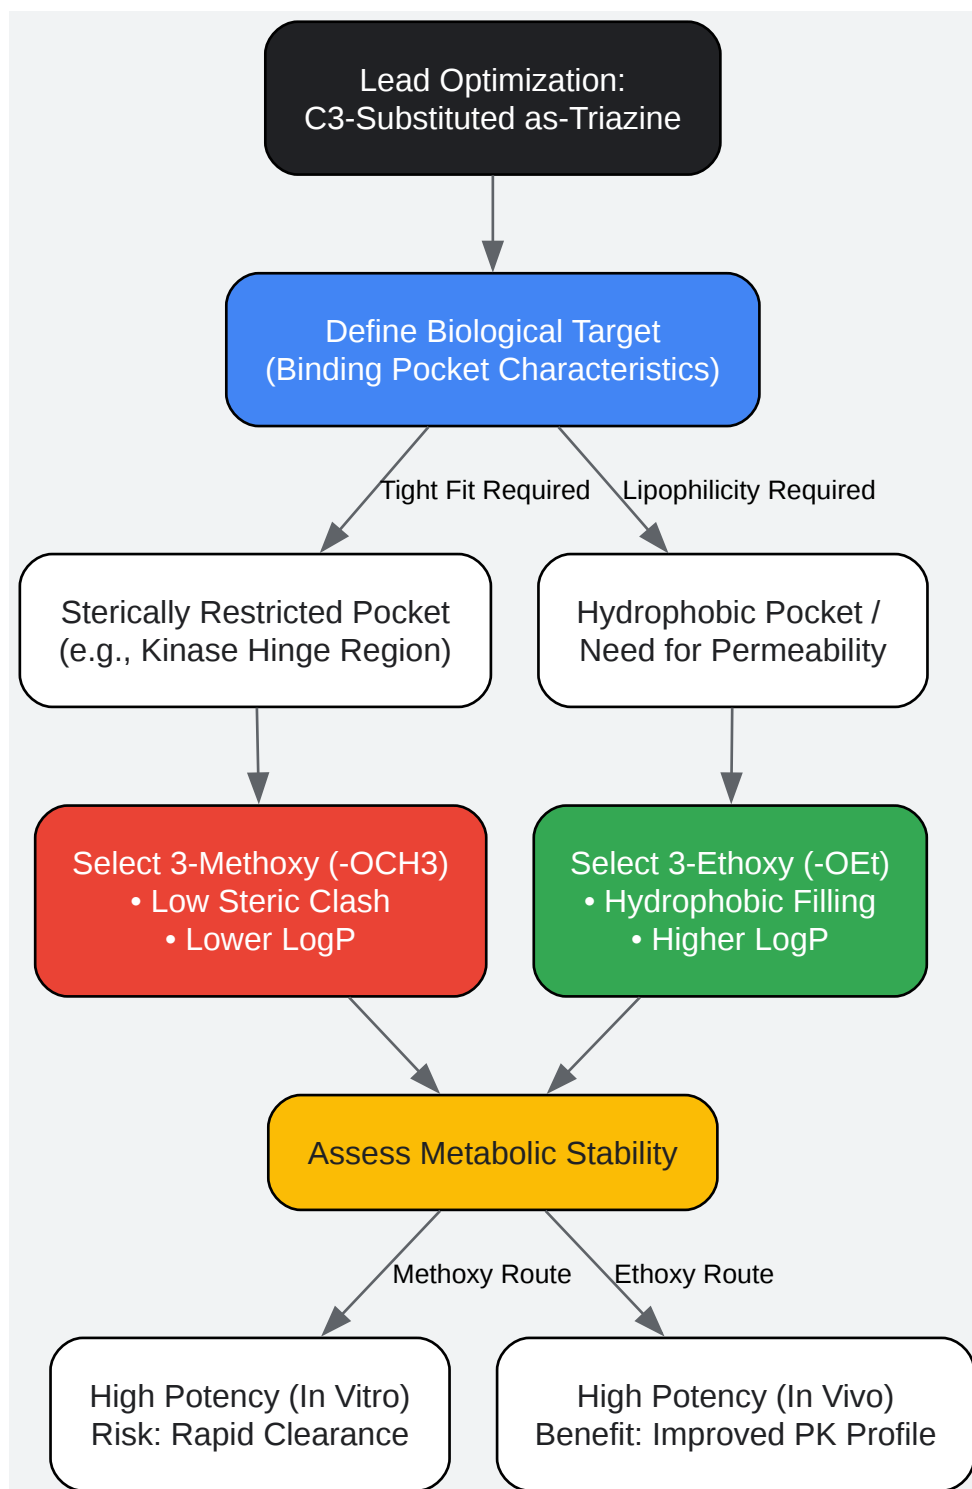 Lead Optimization:
C3-Substituted as-Triazine
Define Biological Target
(Binding Pocket Characteristics)
Tight Fit Required
Lipophilicity Required
Sterically Restricted Pocket
(e.g., Kinase Hinge Region)
Hydrophobic Pocket /
Need for Permeability
Select 3-Methoxy (-OCH3)
• Low Steric Clash
• Lower LogP
Select 3-Ethoxy (-OEt)
• Hydrophobic Filling
• Higher LogP
Assess Metabolic Stability
Methoxy Route
Ethoxy Route
High Potency (In Vitro)
Risk: Rapid Clearance
High Potency (In Vivo)
Benefit: Improved PK Profile